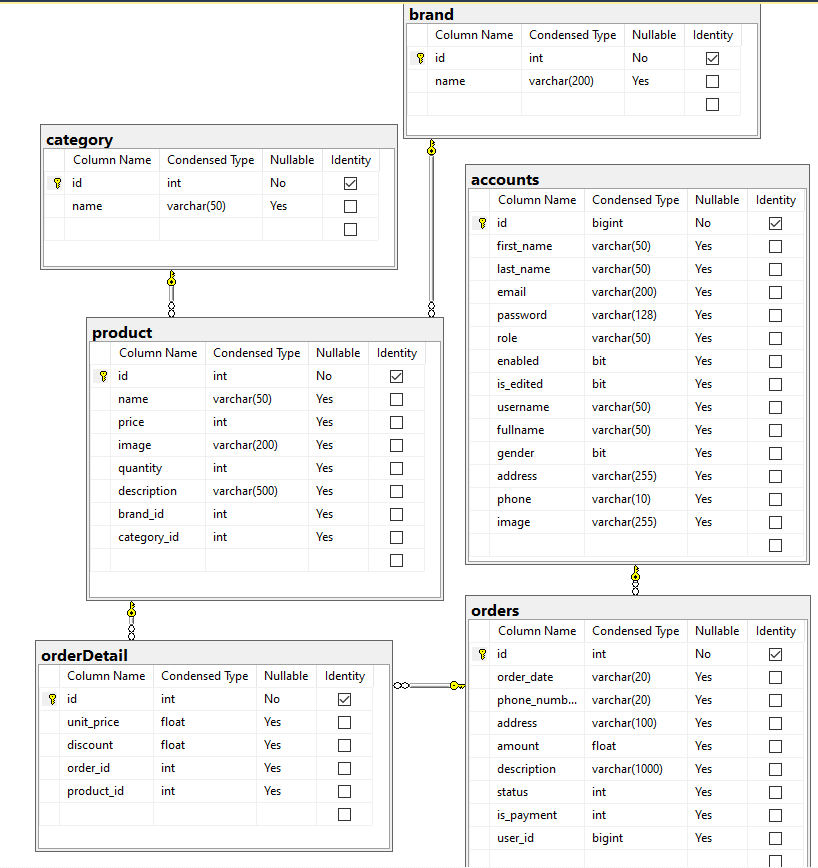 brand
Column Name Condensed Type Nullable Identity
id int No
name varchar(200) Yes
category
Column Name Condensed Type Nullable Identity
id int No
name varchar(50) Yes
accounts
Column Name Condensed Type Nullable Identity
id bigint No
first_name varchar(50) Yes
last_name varchar(50) Yes
email varchar(200) Yes
password varchar(128) Yes
role varchar(50) Yes
enabled bit Yes
is_edited bit Yes
username varchar(50) Yes
fullname varchar(50) Yes
gender bit Yes
address varchar(255) Yes
phone varchar(10) Yes
image varchar(255) Yes
product
Column Name Condensed Type Nullable Identity
id int No
name varchar(50) Yes
price int Yes
image varchar(200) Yes
quantity int Yes
description varchar(500) Yes
brand_id int Yes
category_id int Yes
orderDetail
Column Name Condensed Type Nullable Identity
id int No
unit_price float Yes
discount float Yes
order_id int Yes
product_id int Yes
orders
Column Name Condensed Type Nullable Identity
id int No
order_date varchar(20) Yes
phone_numb... varchar(20) Yes
address varchar(100) Yes
amount float Yes
description varchar(1000) Yes
status int Yes
is_payment int Yes
user_id bigint Yes